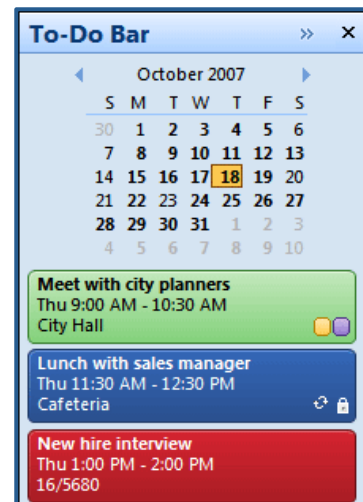 To-Do Bar » ×
October 2007
S M T W T F S
30 1 2 3 4 5 6
7 8 9 10 11 12 13
14 15 16 17 18 19 20
21 22 23 24 25 26 27
28 29 30 31 1 2 3
4 5 6 7 8 9 10
Meet with city planners
Thu 9:00 AM - 10:30 AM
City Hall
Lunch with sales manager
Thu 11:30 AM - 12:30 PM
Cafeteria
New hire interview
Thu 1:00 PM - 2:00 PM
16/5680